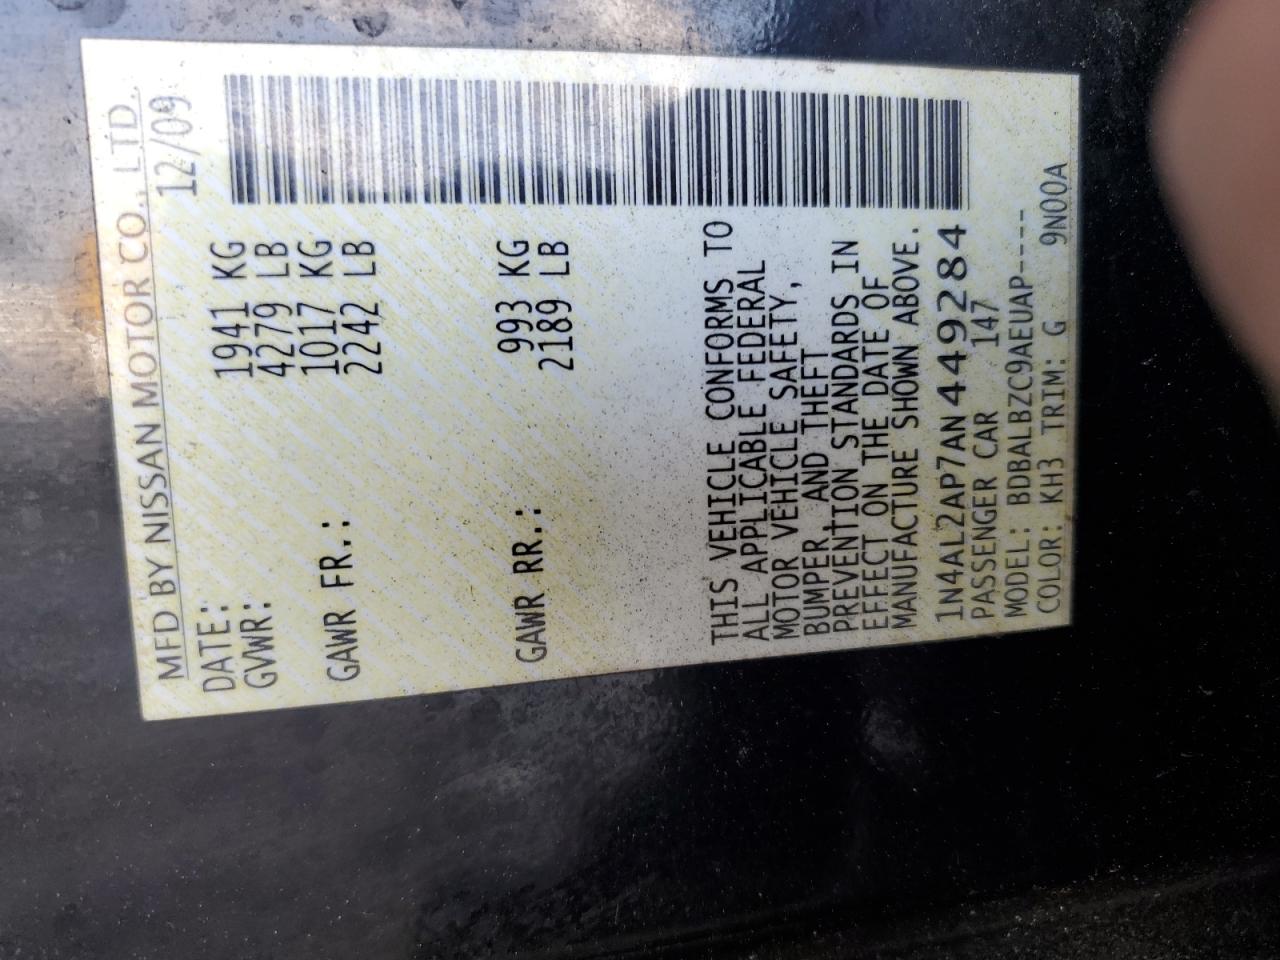 MFD BY NISSAN MOTOR CO., LTD.
DATE: 12/09
GVWR: 1941 KG
4279 LB
GAWR FR.: 1017 KG
2242 LB
GAWR RR.: 993 KG
2189 LB
THIS VEHICLE CONFORMS TO
ALL APPLICABLE FEDERAL
MOTOR VEHICLE SAFETY,
BUMPER, AND THEFT
PREVENTION STANDARDS IN
EFFECT ON THE DATE OF
MANUFACTURE SHOWN ABOVE.
1N4AL2AP7AN449284
PASSENGER CAR 147
MODEL: BDBALBZC9AEUAP----
COLOR: KH3 TRIM: G 9N00A